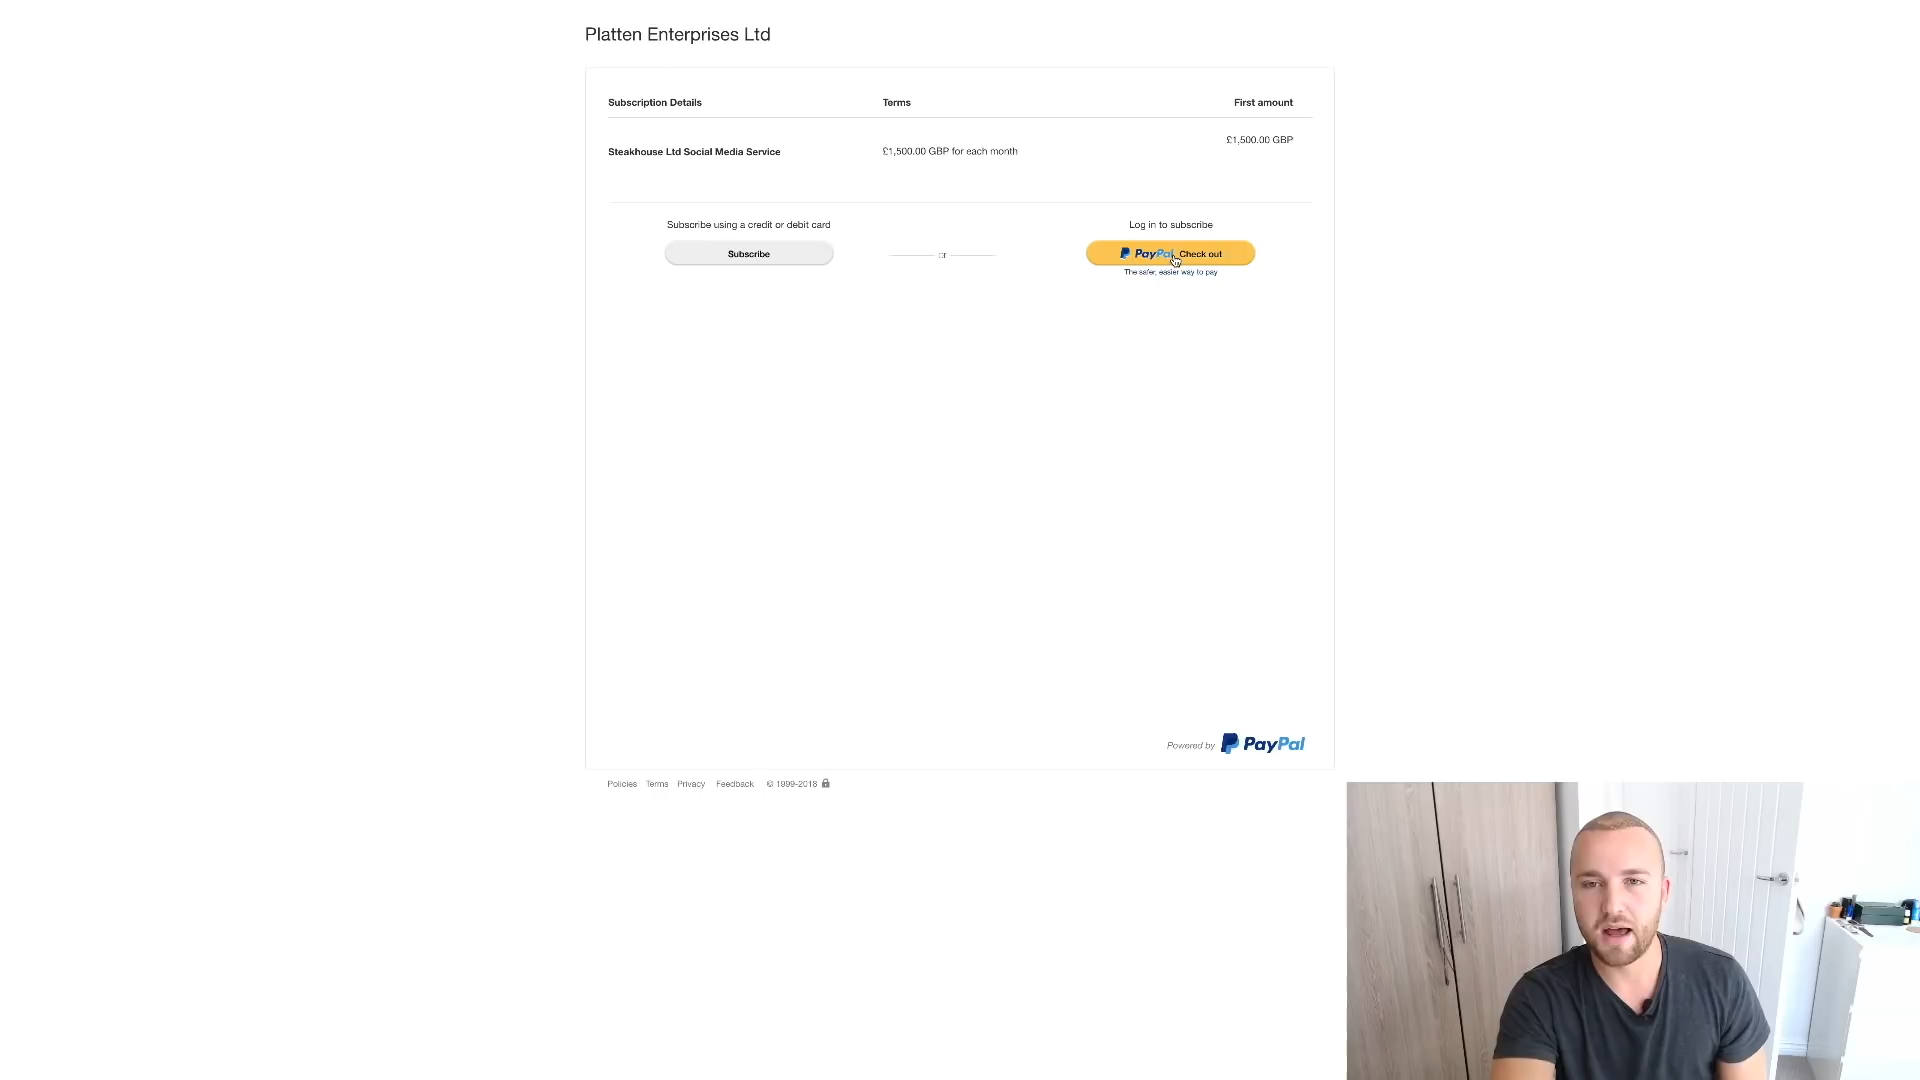 Platten Enterprises Ltd
Subscription Details Terms First amount
Steakhouse Ltd Social Media Service £1,500.00 GBP for each month £1,500.00 GBP
Subscribe using a credit or debit card
Subscribe
or
Log in to subscribe
PayPal Check out
The safer, easier way to pay
Powered by PayPal
Policies Terms Privacy Feedback © 1999-2018